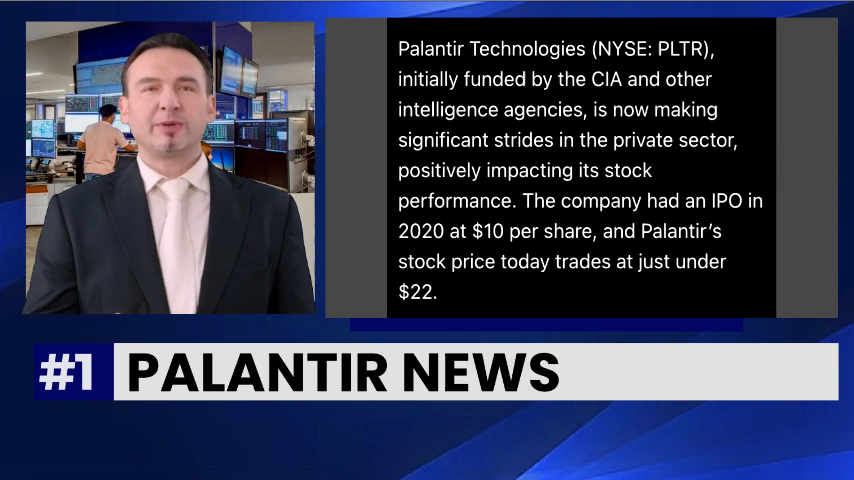 Palantir Technologies (NYSE: PLTR),
initially funded by the CIA and other
intelligence agencies, is now making
significant strides in the private sector,
positively impacting its stock
performance. The company had an IPO in
2020 at $10 per share, and Palantir’s
stock price today trades at just under
$22.
#1 PALANTIR NEWS